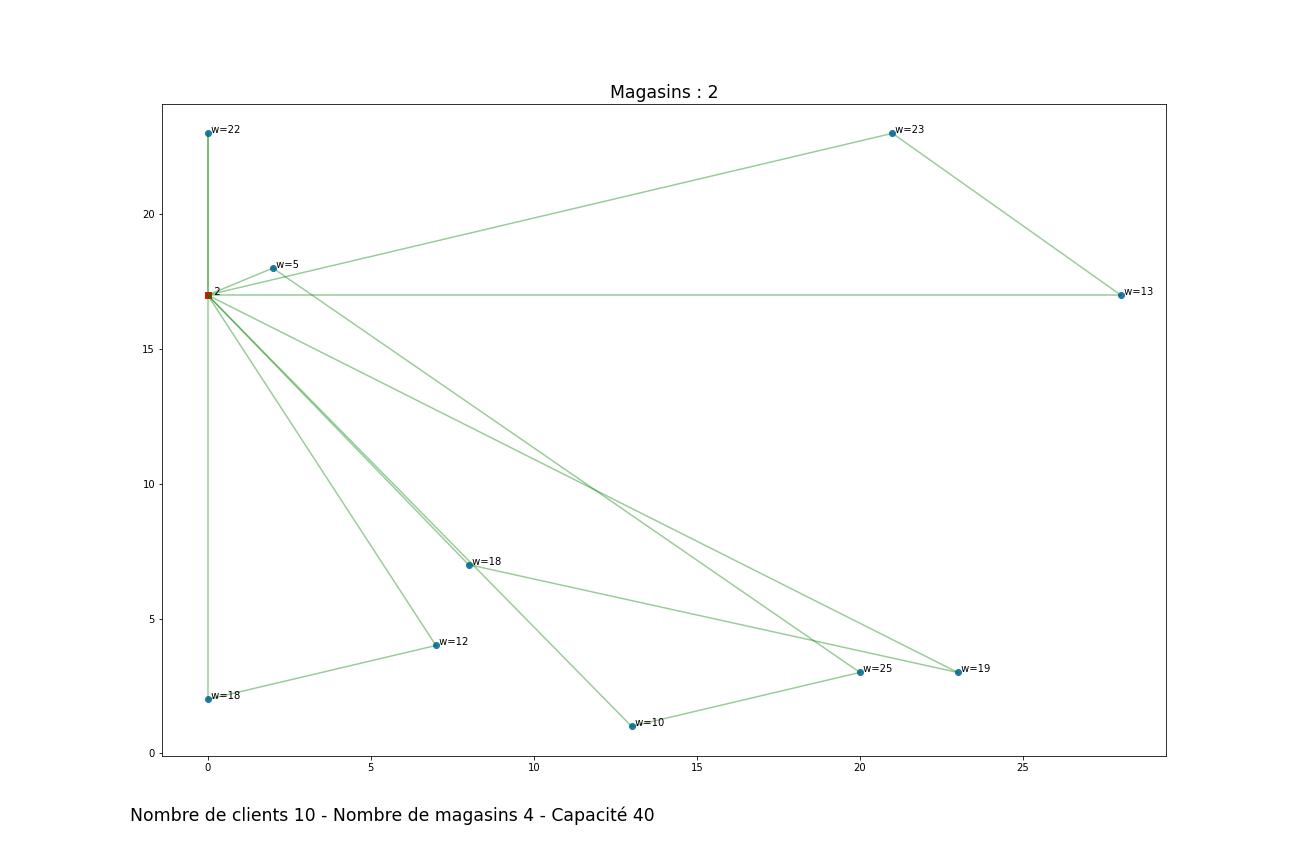 Magasins : 2
w=22
w=23
20
w=5
2
w=13
15
10
w=18
5
w=12
w=25
w=19
w=18
w=10
0
0
5
10
15
20
25
Nombre de clients 10 - Nombre de magasins 4 - Capacité 40